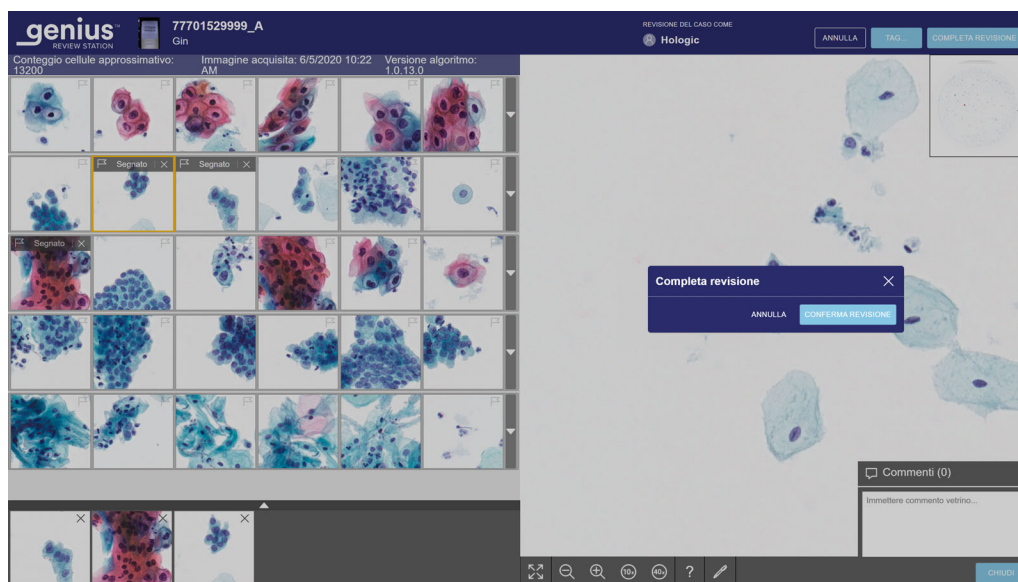 genius™
REVIEW STATION
77701529999_A
Gin
REVISIONE DEL CASO COME
Hologic
ANNULLA
TAG...
COMPLETA REVISIONE
Conteggio cellule approssimativo:
13200
Immagine acquisita: 6/5/2020 10:22
AM
Versione algoritmo:
1.0.13.0
Segnato
Segnato
Segnato
Completa revisione
ANNULLA
CONFERMA REVISIONE
Commenti (0)
Immettere commento vetrino...
10x
40x
?
CHIUDI